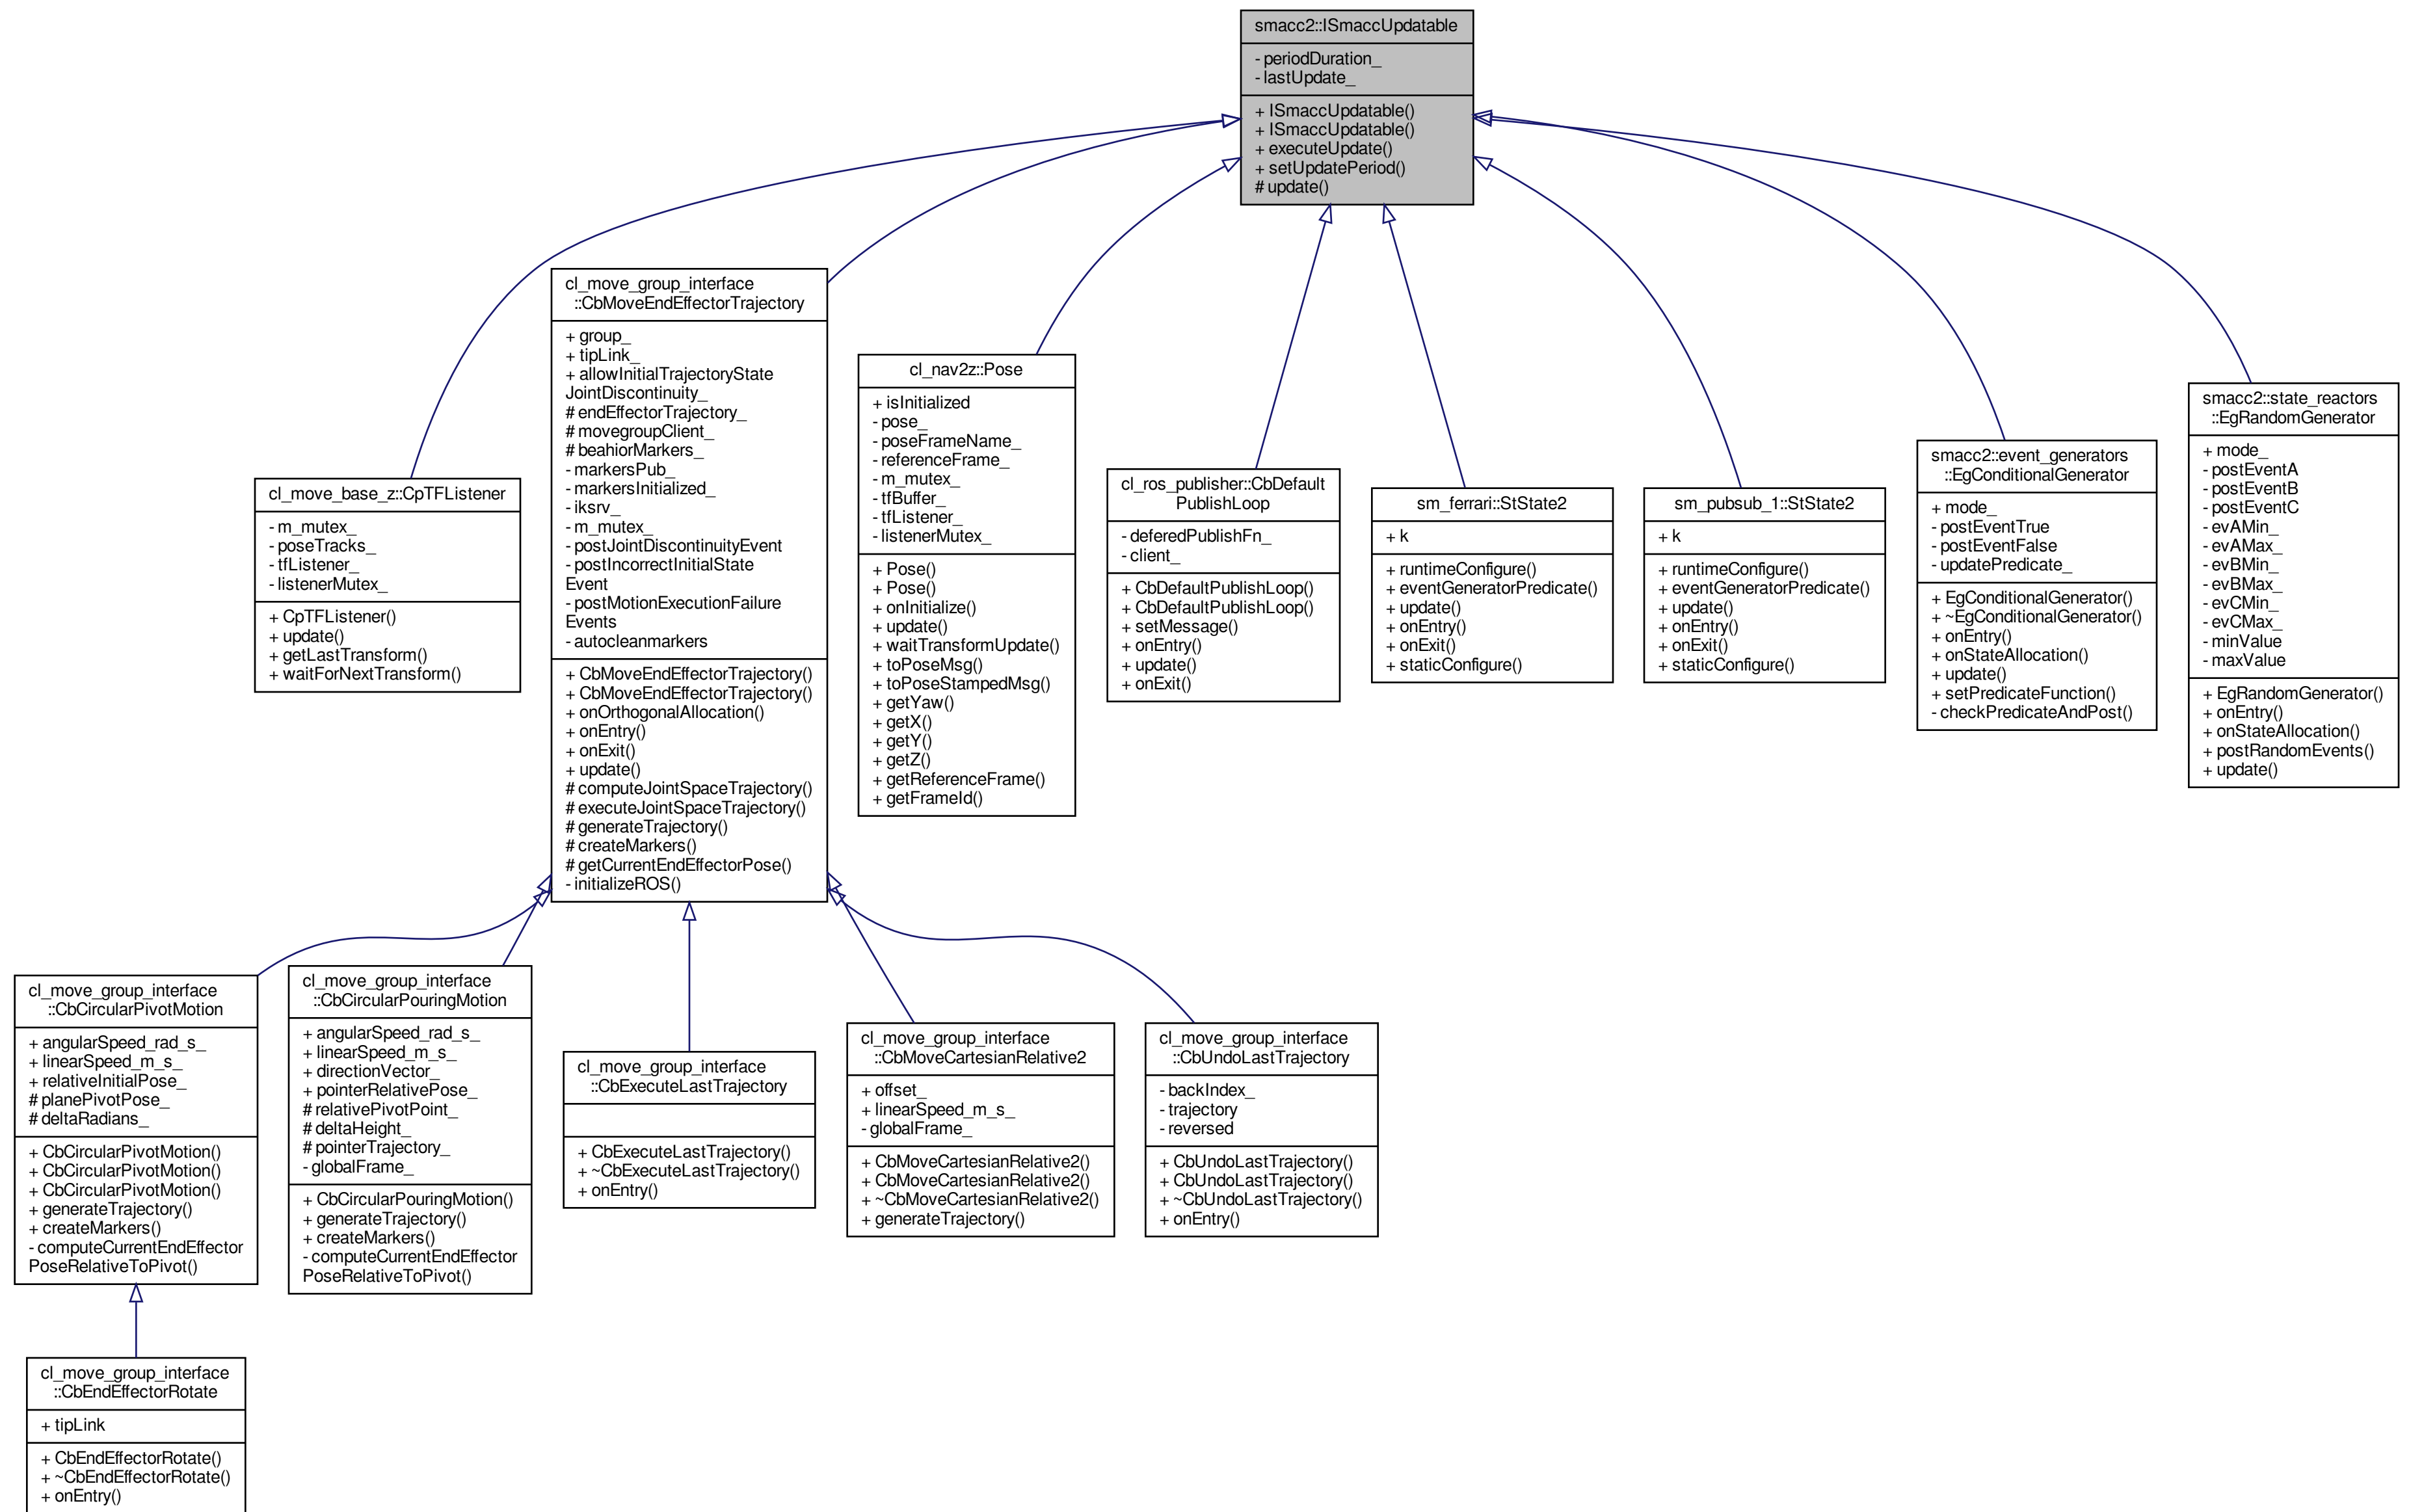 smacc2::ISmaccUpdatable
- periodDuration_
- lastUpdate_
+ ISmaccUpdatable()
+ ISmaccUpdatable()
+ executeUpdate()
+ setUpdatePeriod()
# update()
cl_move_base_z::CpTFListener
- m_mutex_
- poseTracks_
- tfListener_
- listenerMutex_
+ CpTFListener()
+ update()
+ getLastTransform()
+ waitForNextTransform()
cl_move_group_interface
::CbMoveEndEffectorTrajectory
+ group_
+ tipLink_
+ allowInitialTrajectoryState
JointDiscontinuity_
# endEffectorTrajectory_
# movegroupClient_
# beahiorMarkers_
- markersPub_
- markersInitialized_
- iksrv_
- m_mutex_
- postJointDiscontinuityEvent
- postIncorrectInitialState
Event
- postMotionExecutionFailure
Events
- autocleanmarkers
+ CbMoveEndEffectorTrajectory()
+ CbMoveEndEffectorTrajectory()
+ onOrthogonalAllocation()
+ onEntry()
+ onExit()
+ update()
# computeJointSpaceTrajectory()
# executeJointSpaceTrajectory()
# generateTrajectory()
# createMarkers()
# getCurrentEndEffectorPose()
- initializeROS()
cl_nav2z::Pose
+ isInitialized
- pose_
- poseFrameName_
- referenceFrame_
- m_mutex_
- tfBuffer_
- tfListener_
- listenerMutex_
+ Pose()
+ Pose()
+ onInitialize()
+ update()
+ waitTransformUpdate()
+ toPoseMsg()
+ toPoseStampedMsg()
+ getYaw()
+ getX()
+ getY()
+ getZ()
+ getReferenceFrame()
+ getFrameId()
cl_ros_publisher::CbDefault
PublishLoop
- deferedPublishFn_
- client_
+ CbDefaultPublishLoop()
+ CbDefaultPublishLoop()
+ setMessage()
+ onEntry()
+ update()
+ onExit()
sm_ferrari::StState2
+ k
+ runtimeConfigure()
+ eventGeneratorPredicate()
+ update()
+ onEntry()
+ onExit()
+ staticConfigure()
sm_pubsub_1::StState2
+ k
+ runtimeConfigure()
+ eventGeneratorPredicate()
+ update()
+ onEntry()
+ onExit()
+ staticConfigure()
smacc2::event_generators
::EgConditionalGenerator
+ mode_
- postEventTrue
- postEventFalse
- updatePredicate_
+ EgConditionalGenerator()
+ ~EgConditionalGenerator()
+ onEntry()
+ onStateAllocation()
+ update()
+ setPredicateFunction()
- checkPredicateAndPost()
smacc2::state_reactors
::EgRandomGenerator
+ mode_
- postEventA
- postEventB
- postEventC
- evAMin_
- evAMax_
- evBMin_
- evBMax_
- evCMin_
- evCMax_
- minValue
- maxValue
+ EgRandomGenerator()
+ onEntry()
+ onStateAllocation()
+ postRandomEvents()
+ update()
cl_move_group_interface
::CbCircularPivotMotion
+ angularSpeed_rad_s_
+ linearSpeed_m_s_
+ relativeInitialPose_
# planePivotPose_
# deltaRadians_
+ CbCircularPivotMotion()
+ CbCircularPivotMotion()
+ CbCircularPivotMotion()
+ generateTrajectory()
+ createMarkers()
- computeCurrentEndEffector
PoseRelativeToPivot()
cl_move_group_interface
::CbCircularPouringMotion
+ angularSpeed_rad_s_
+ linearSpeed_m_s_
+ directionVector_
+ pointerRelativePose_
# relativePivotPoint_
# deltaHeight_
# pointerTrajectory_
- globalFrame_
+ CbCircularPouringMotion()
+ generateTrajectory()
+ createMarkers()
- computeCurrentEndEffector
PoseRelativeToPivot()
cl_move_group_interface
::CbExecuteLastTrajectory
+ CbExecuteLastTrajectory()
+ ~CbExecuteLastTrajectory()
+ onEntry()
cl_move_group_interface
::CbMoveCartesianRelative2
+ offset_
+ linearSpeed_m_s_
- globalFrame_
+ CbMoveCartesianRelative2()
+ CbMoveCartesianRelative2()
+ ~CbMoveCartesianRelative2()
+ generateTrajectory()
cl_move_group_interface
::CbUndoLastTrajectory
- backIndex_
- trajectory
- reversed
+ CbUndoLastTrajectory()
+ CbUndoLastTrajectory()
+ ~CbUndoLastTrajectory()
+ onEntry()
cl_move_group_interface
::CbEndEffectorRotate
+ tipLink
+ CbEndEffectorRotate()
+ ~CbEndEffectorRotate()
+ onEntry()